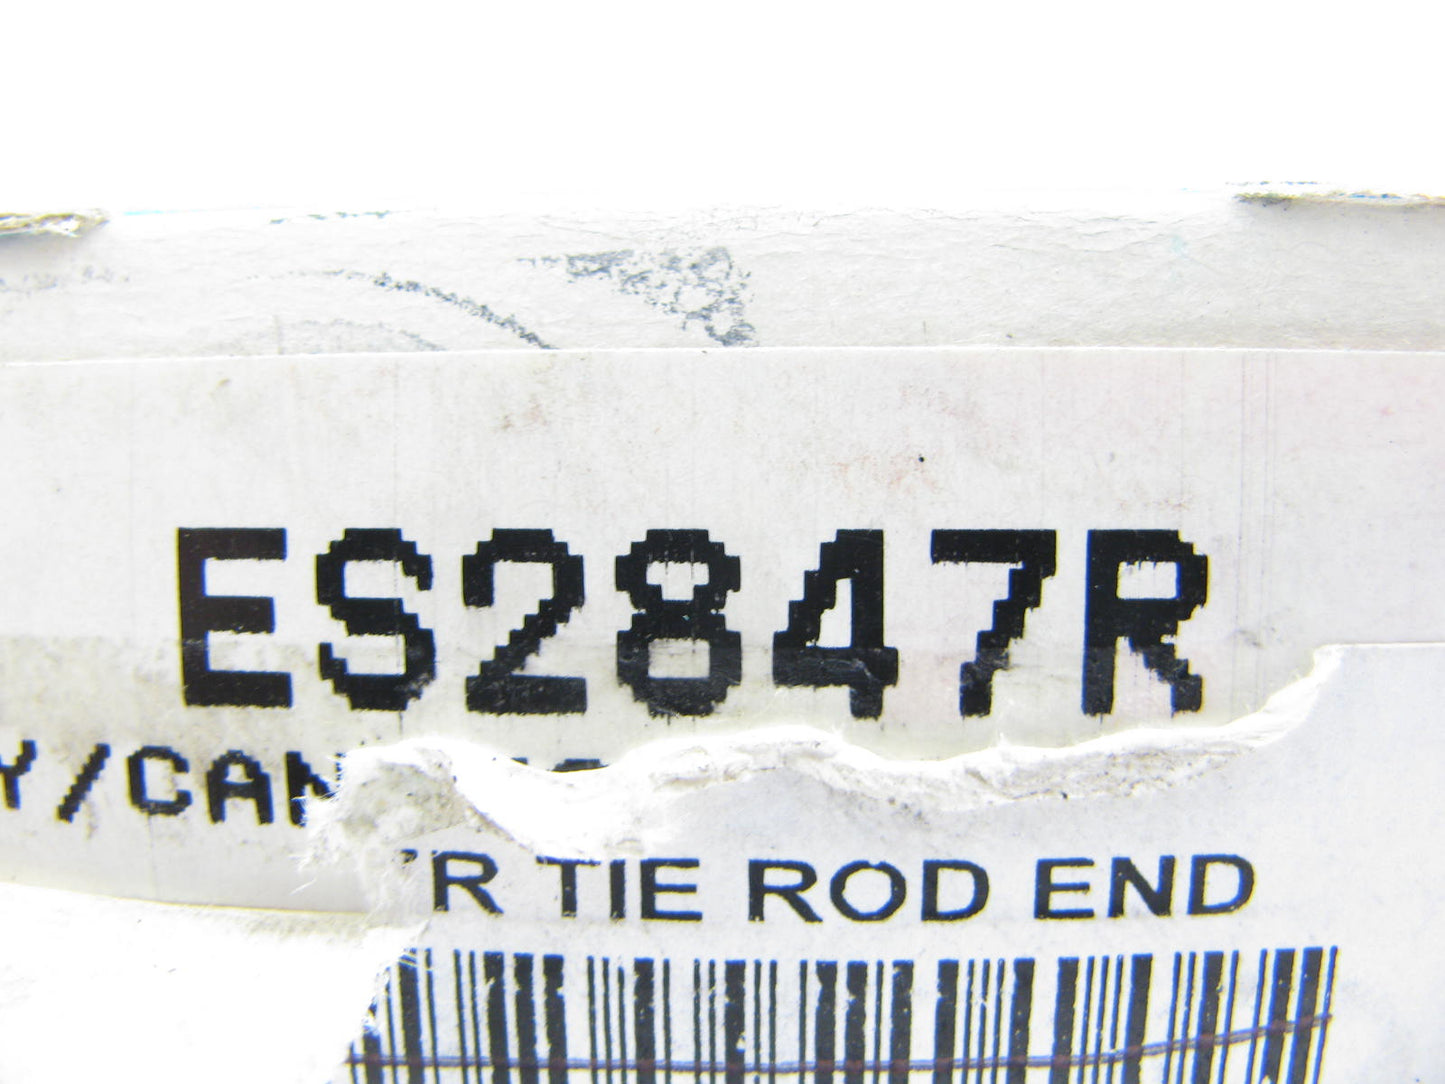 ES2847R
Y/CAN
R TIE ROD END